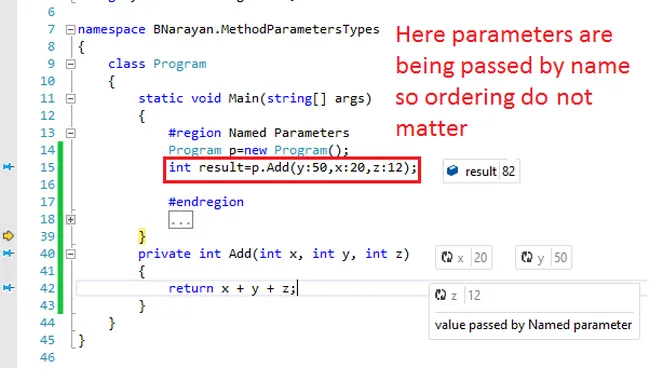 6
7 namespace BNarayan.MethodParametersTypes
8 {
9 class Program
10 {
11 static void Main(string[] args)
12 {
13 #region Named Parameters
14 Program p=new Program();
15 int result=p.Add(y:50,x:20,z:12);
result 82
16
17 #endregion
18 ...
39 }
40 private int Add(int x, int y, int z)
x 20
y 50
41 {
42 return x + y + z;
z 12
value passed by Named parameter
43 }
44 }
45 }
46
Here parameters are
being passed by name
so ordering do not
matter